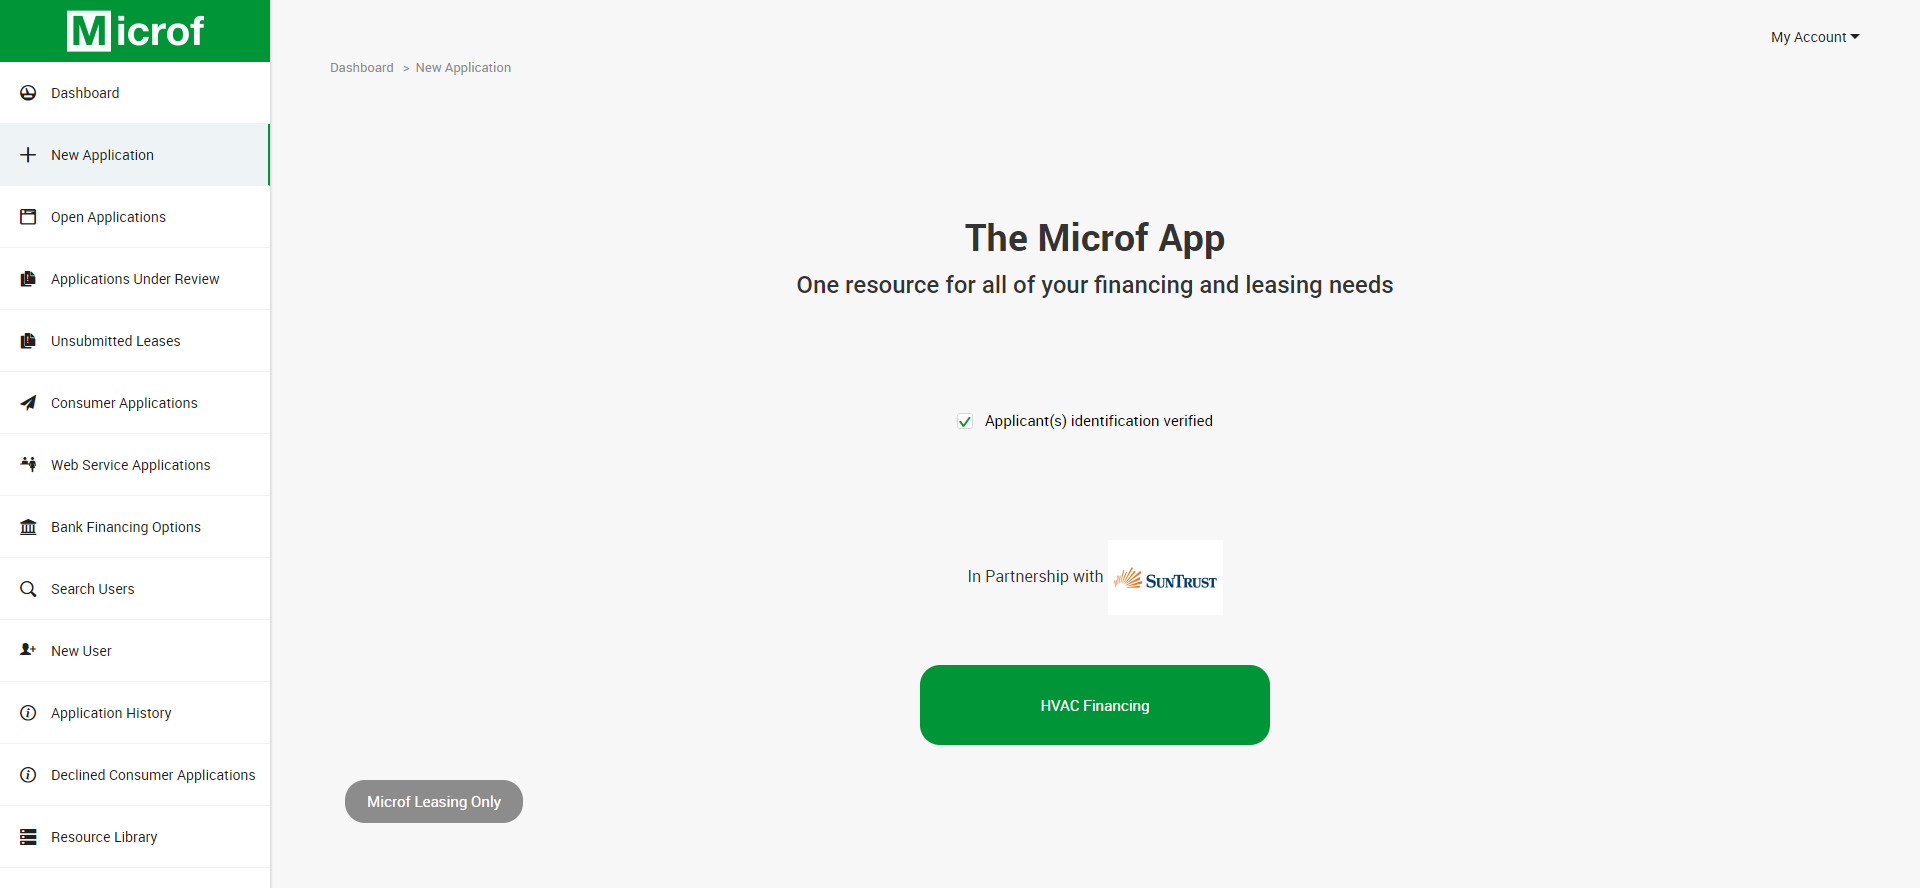 Microf
My Account
Dashboard > New Application
Dashboard
New Application
Open Applications
Applications Under Review
Unsubmitted Leases
Consumer Applications
Web Service Applications
Bank Financing Options
Search Users
New User
Application History
Declined Consumer Applications
Resource Library
The Microf App
One resource for all of your financing and leasing needs
Applicant(s) identification verified
In Partnership with SunTrust
HVAC Financing
Microf Leasing Only